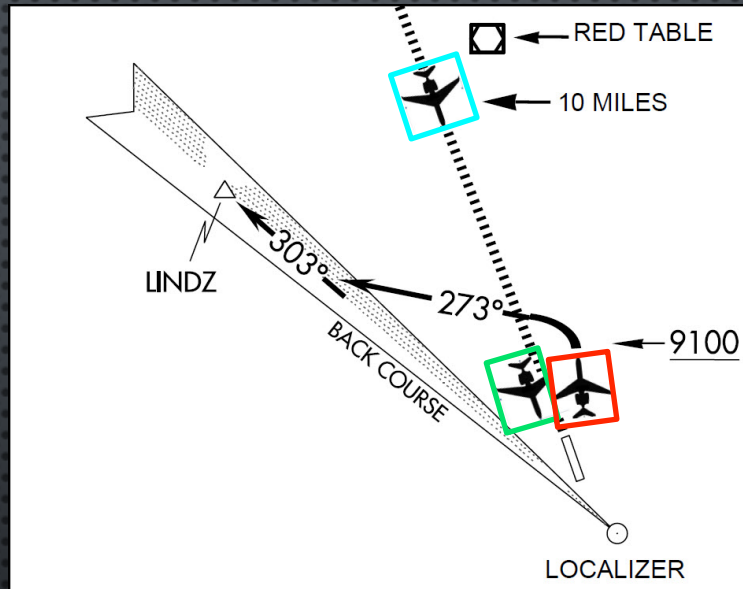 RED TABLE
10 MILES
303°
LINDZ
273°
9100
BACK COURSE
LOCALIZER